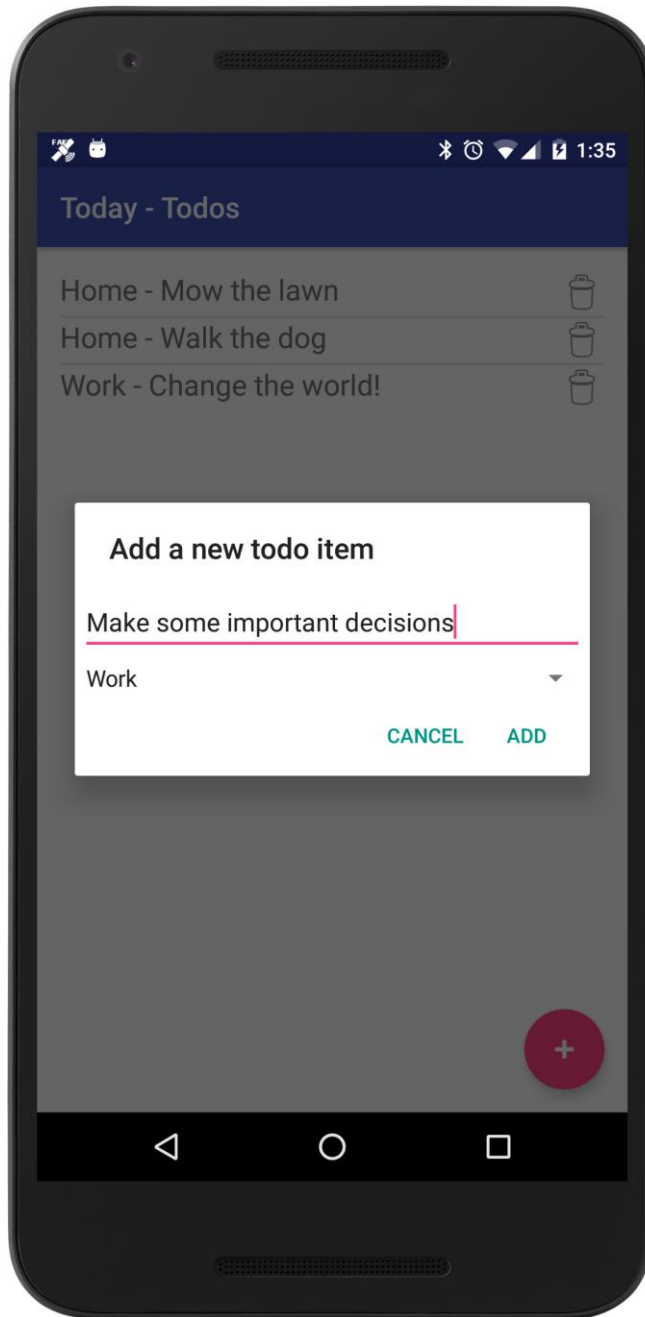 FAKE
1:35
Today - Todos
Home - Mow the lawn
Home - Walk the dog
Work - Change the world!
Add a new todo item
Make some important decisions
Work
CANCEL ADD
+